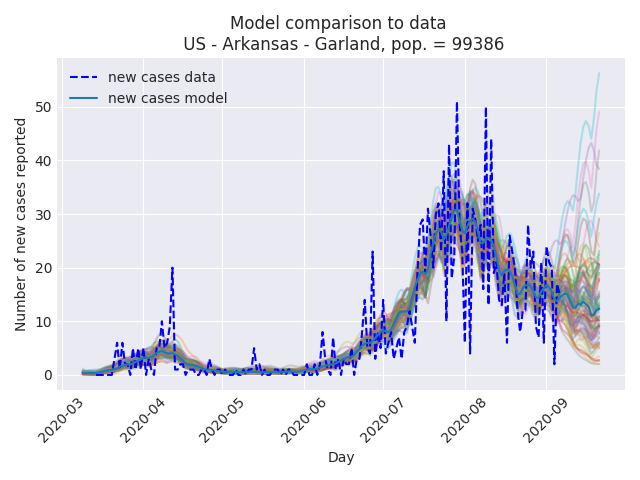 Model comparison to data
US - Arkansas - Garland, pop. = 99386
new cases data
new cases model
Number of new cases reported
50
40
30
20
10
0
2020-03
2020-04
2020-05
2020-06
2020-07
2020-08
2020-09
Day